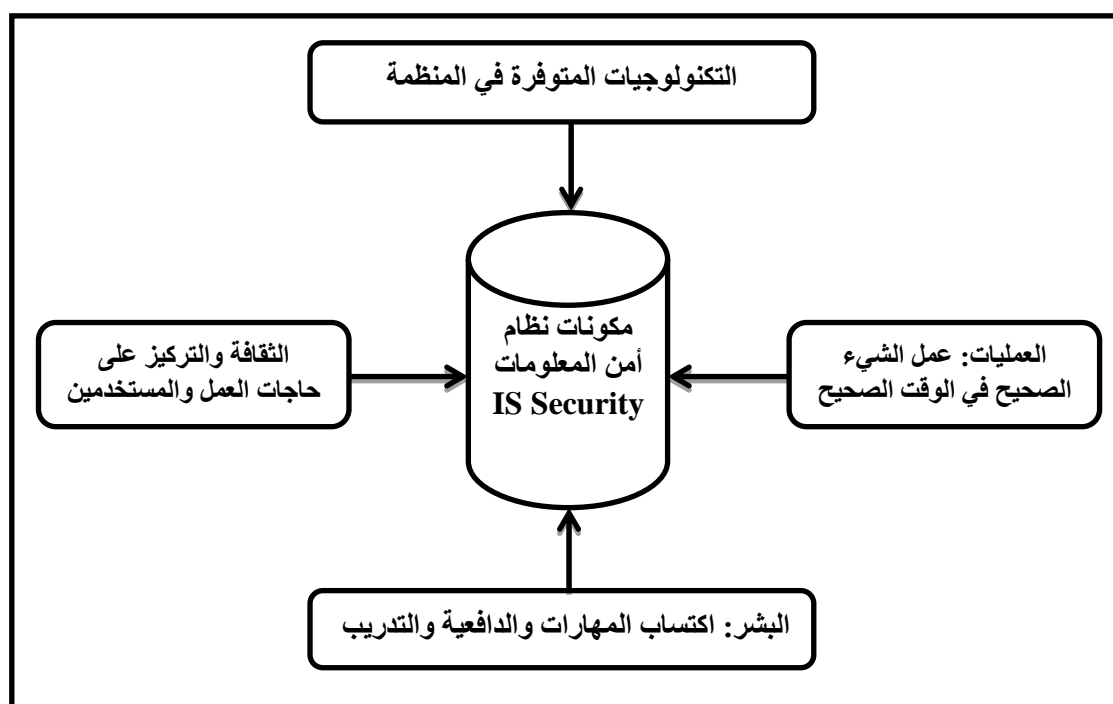 التكنولوجيات المتوفرة في المنظمة
مكونات نظام
أمن المعلومات
IS Security
العمليات: عمل الشيء
الصحيح في الوقت الصحيح
الثقافة والتركيز على
حاجات العمل والمستخدمين
البشر: اكتساب المهارات والدافعية والتدريب